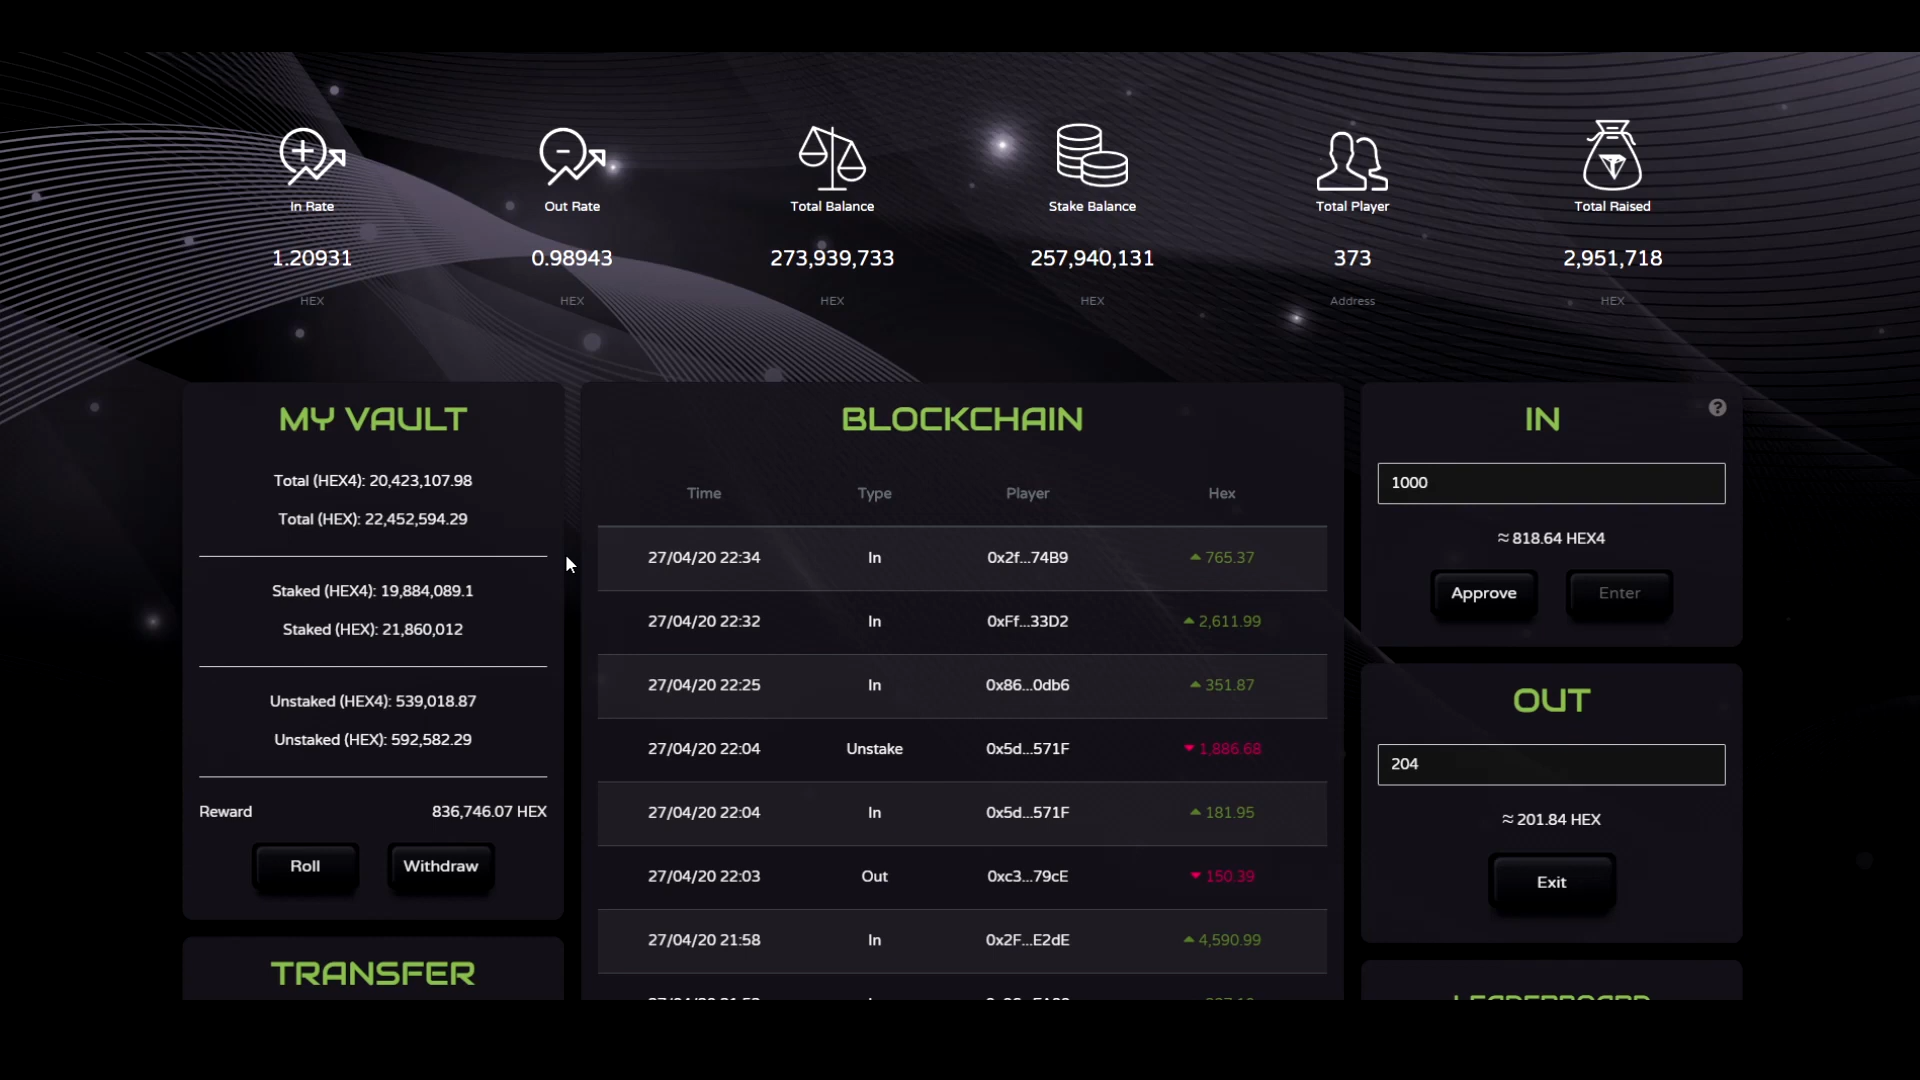 In Rate
Out Rate
Total Balance
Stake Balance
Total Player
Total Raised
1.20931
0.98943
273,939,733
257,940,131
373
2,951,718
HEX
HEX
HEX
HEX
Address
HEX
MY VAULT
Total (HEX4): 20,423,107.98
Total (HEX): 22,452,594.29
Staked (HEX4): 19,884,089.1
Staked (HEX): 21,860,012
Unstaked (HEX4): 539,018.87
Unstaked (HEX): 592,582.29
Reward 836,746.07 HEX
Roll Withdraw
TRANSFER
BLOCKCHAIN
Time Type Player Hex
27/04/20 22:34 In 0x2f...74B9 765.37
27/04/20 22:32 In 0xFf...33D2 2,611.99
27/04/20 22:25 In 0x86...0db6 351.87
27/04/20 22:04 Unstake 0x5d...571F 1,886.68
27/04/20 22:04 In 0x5d...571F 181.95
27/04/20 22:03 Out 0xc3...79cE 150.39
27/04/20 21:58 In 0x2F...E2dE 4,590.99
IN
?
1000
≈ 818.64 HEX4
Approve Enter
OUT
204
≈ 201.84 HEX
Exit
LEADERBOARD